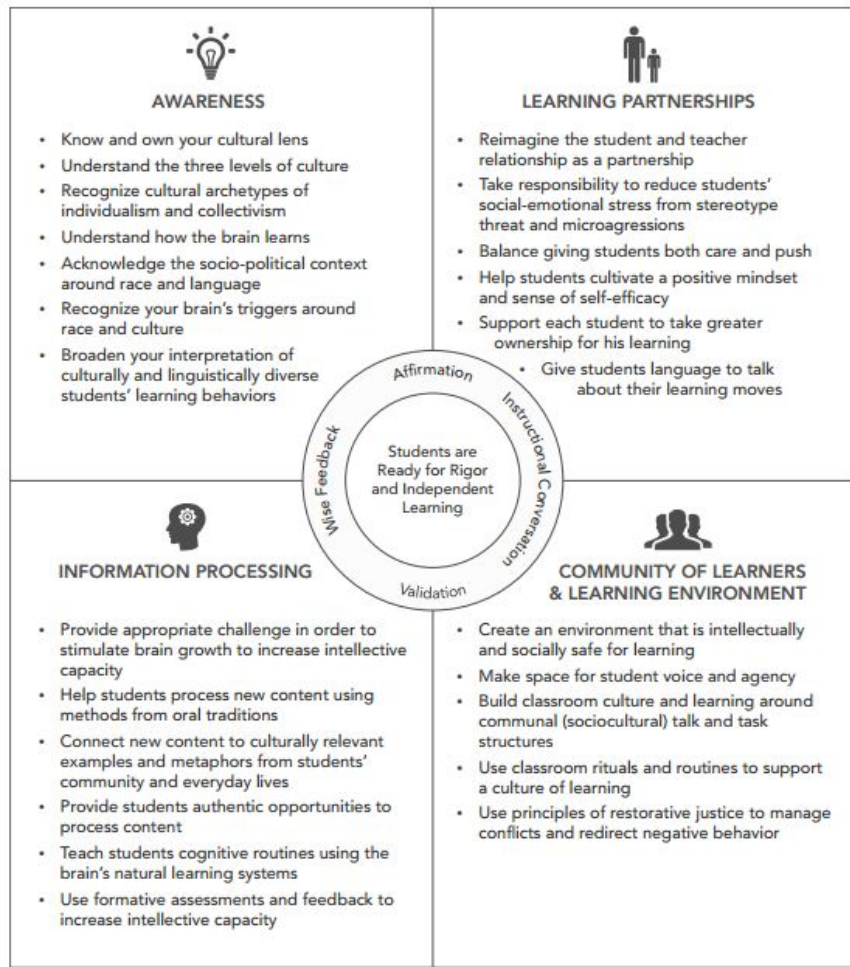 AWARENESS
• Know and own your cultural lens
• Understand the three levels of culture
• Recognize cultural archetypes of
individualism and collectivism
• Understand how the brain learns
• Acknowledge the socio-political context
around race and language
• Recognize your brain's triggers around
race and culture
• Broaden your interpretation of
culturally and linguistically diverse
students' learning behaviors
LEARNING PARTNERSHIPS
• Reimagine the student and teacher
relationship as a partnership
• Take responsibility to reduce students'
social-emotional stress from stereotype
threat and microagressions
• Balance giving students both care and push
• Help students cultivate a positive mindset
and sense of self-efficacy
• Support each student to take greater
ownership for his learning
• Give students language to talk
about their learning moves
Affirmation
Wise Feedback
Instructional Conversation
Validation
Students are
Ready for Rigor
and Independent
Learning
INFORMATION PROCESSING
• Provide appropriate challenge in order to
stimulate brain growth to increase intellective
capacity
• Help students process new content using
methods from oral traditions
• Connect new content to culturally relevant
examples and metaphors from students'
community and everyday lives
• Provide students authentic opportunities to
process content
• Teach students cognitive routines using the
brain's natural learning systems
• Use formative assessments and feedback to
increase intellective capacity
COMMUNITY OF LEARNERS
& LEARNING ENVIRONMENT
• Create an environment that is intellectually
and socially safe for learning
• Make space for student voice and agency
• Build classroom culture and learning around
communal (sociocultural) talk and task
structures
• Use classroom rituals and routines to support
a culture of learning
• Use principles of restorative justice to manage
conflicts and redirect negative behavior